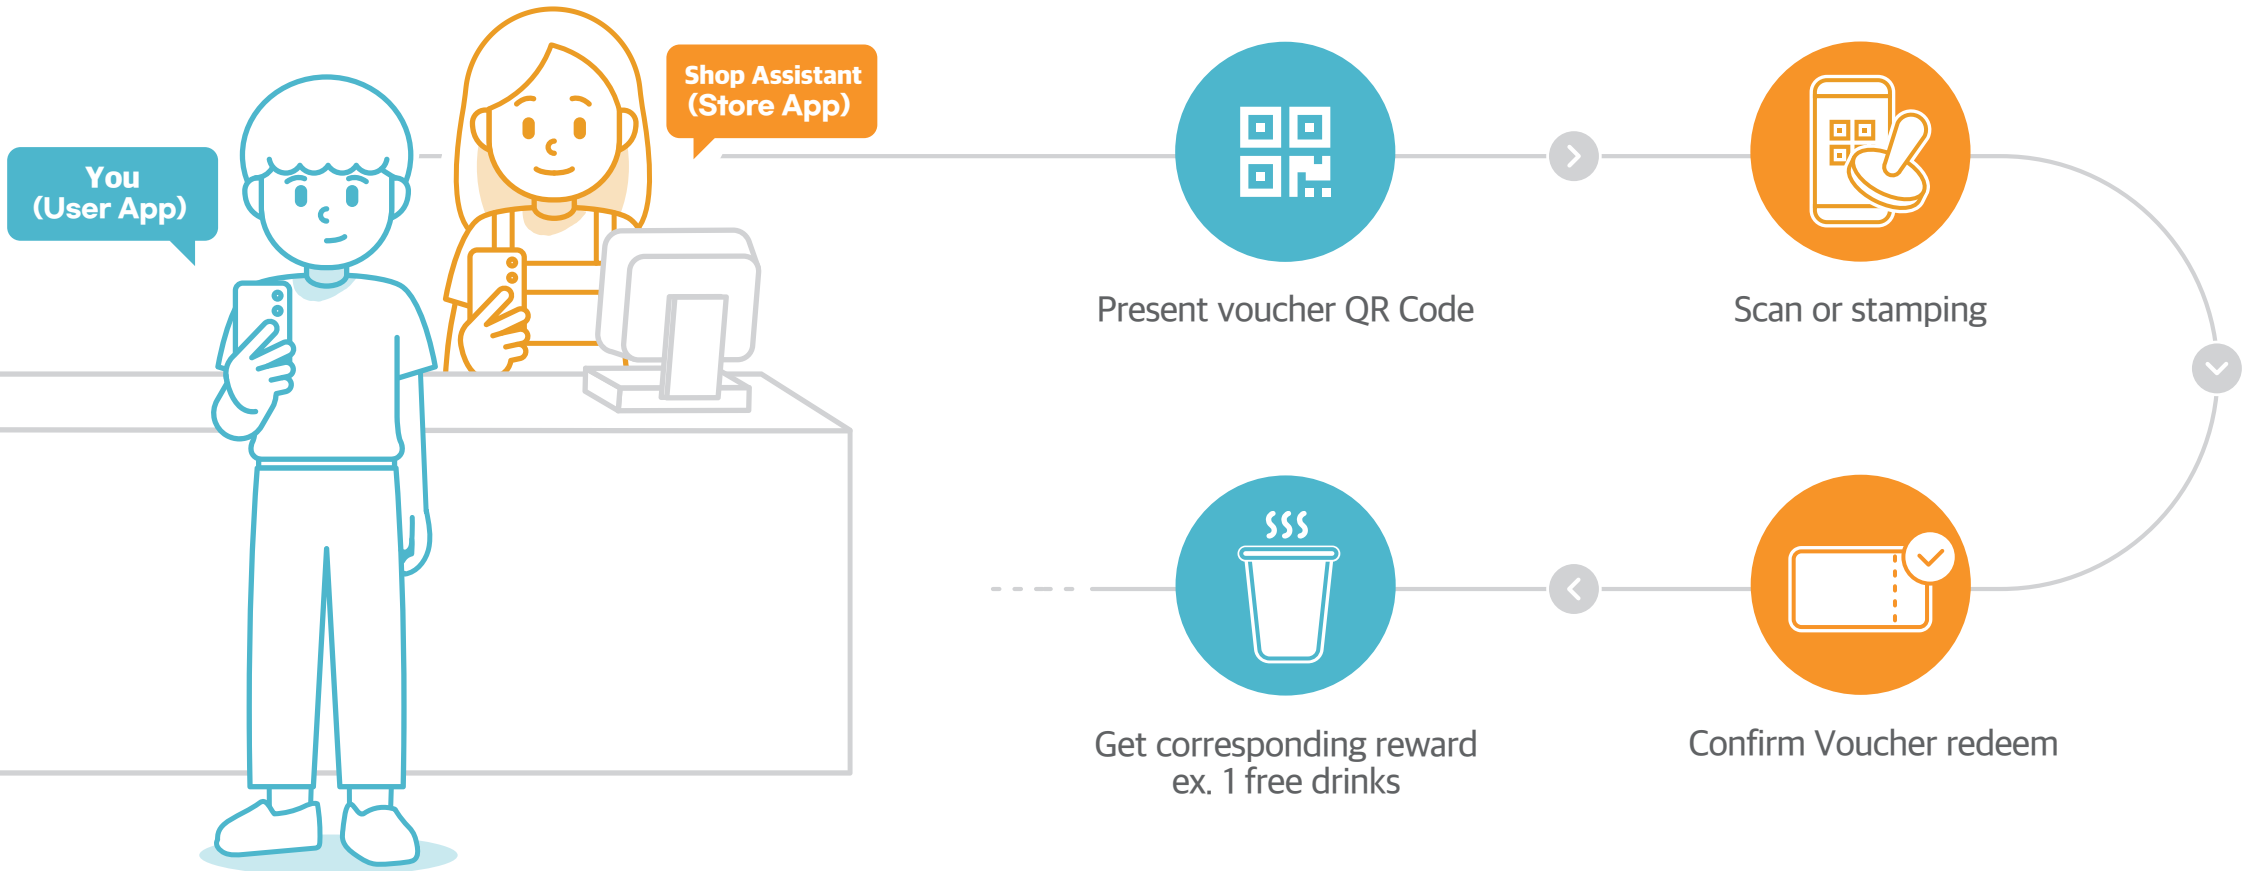 Shop Assistant
(Store App)
You
(User App)
Present voucher QR Code
Scan or stamping
Get corresponding reward
ex. 1 free drinks
Confirm Voucher redeem